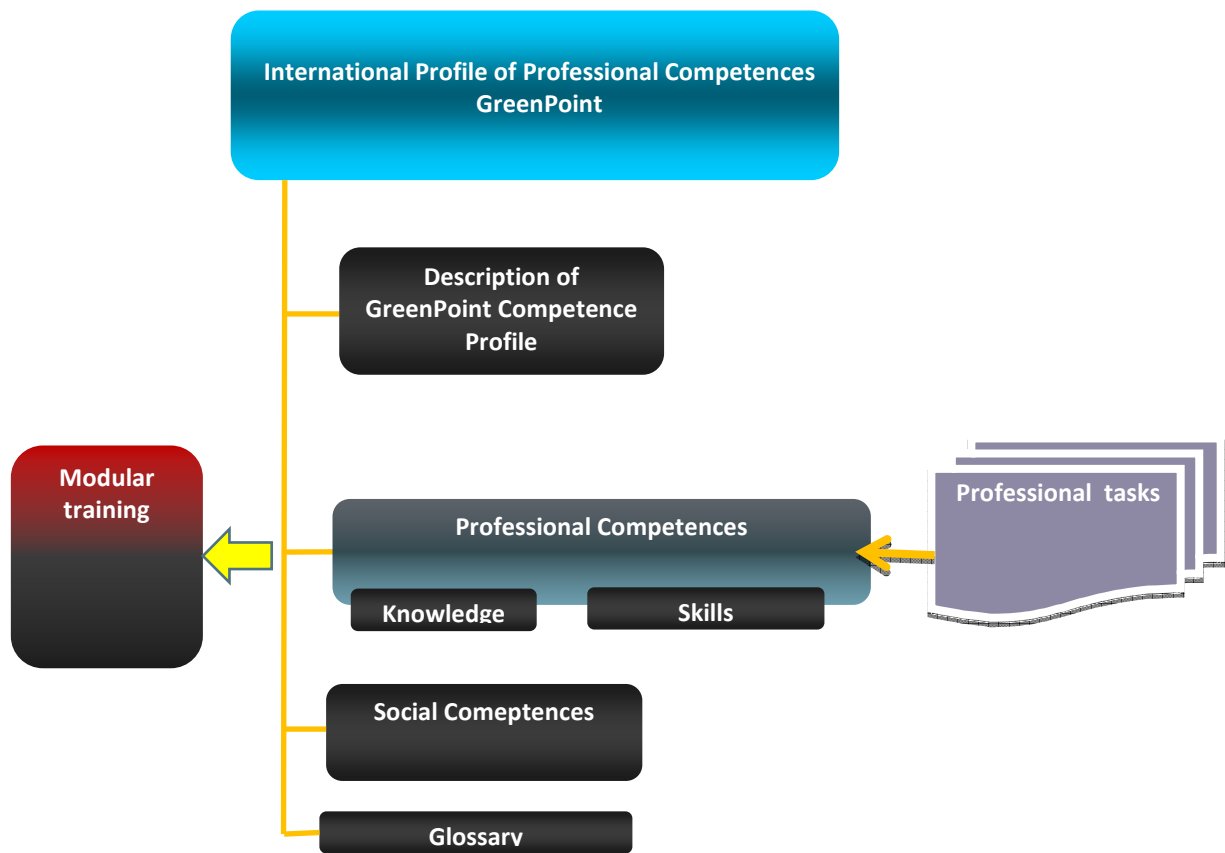 International Profile of Professional Competences
GreenPoint
Description of
GreenPoint Competence
Profile
Modular
training
Professional Competences
Professional tasks
Knowledge
Skills
Social Comeptences
Glossary